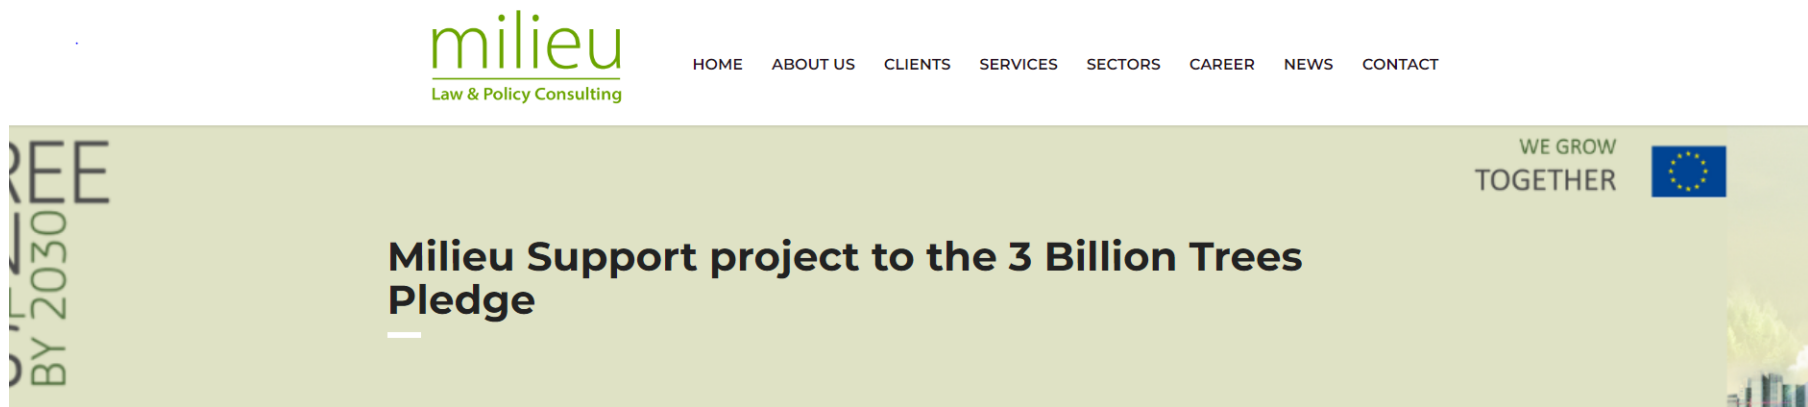 milieu
Law & Policy Consulting
HOME ABOUT US CLIENTS SERVICES SECTORS CAREER NEWS CONTACT
BY 2030
WE GROW
TOGETHER
Milieu Support project to the 3 Billion Trees
Pledge